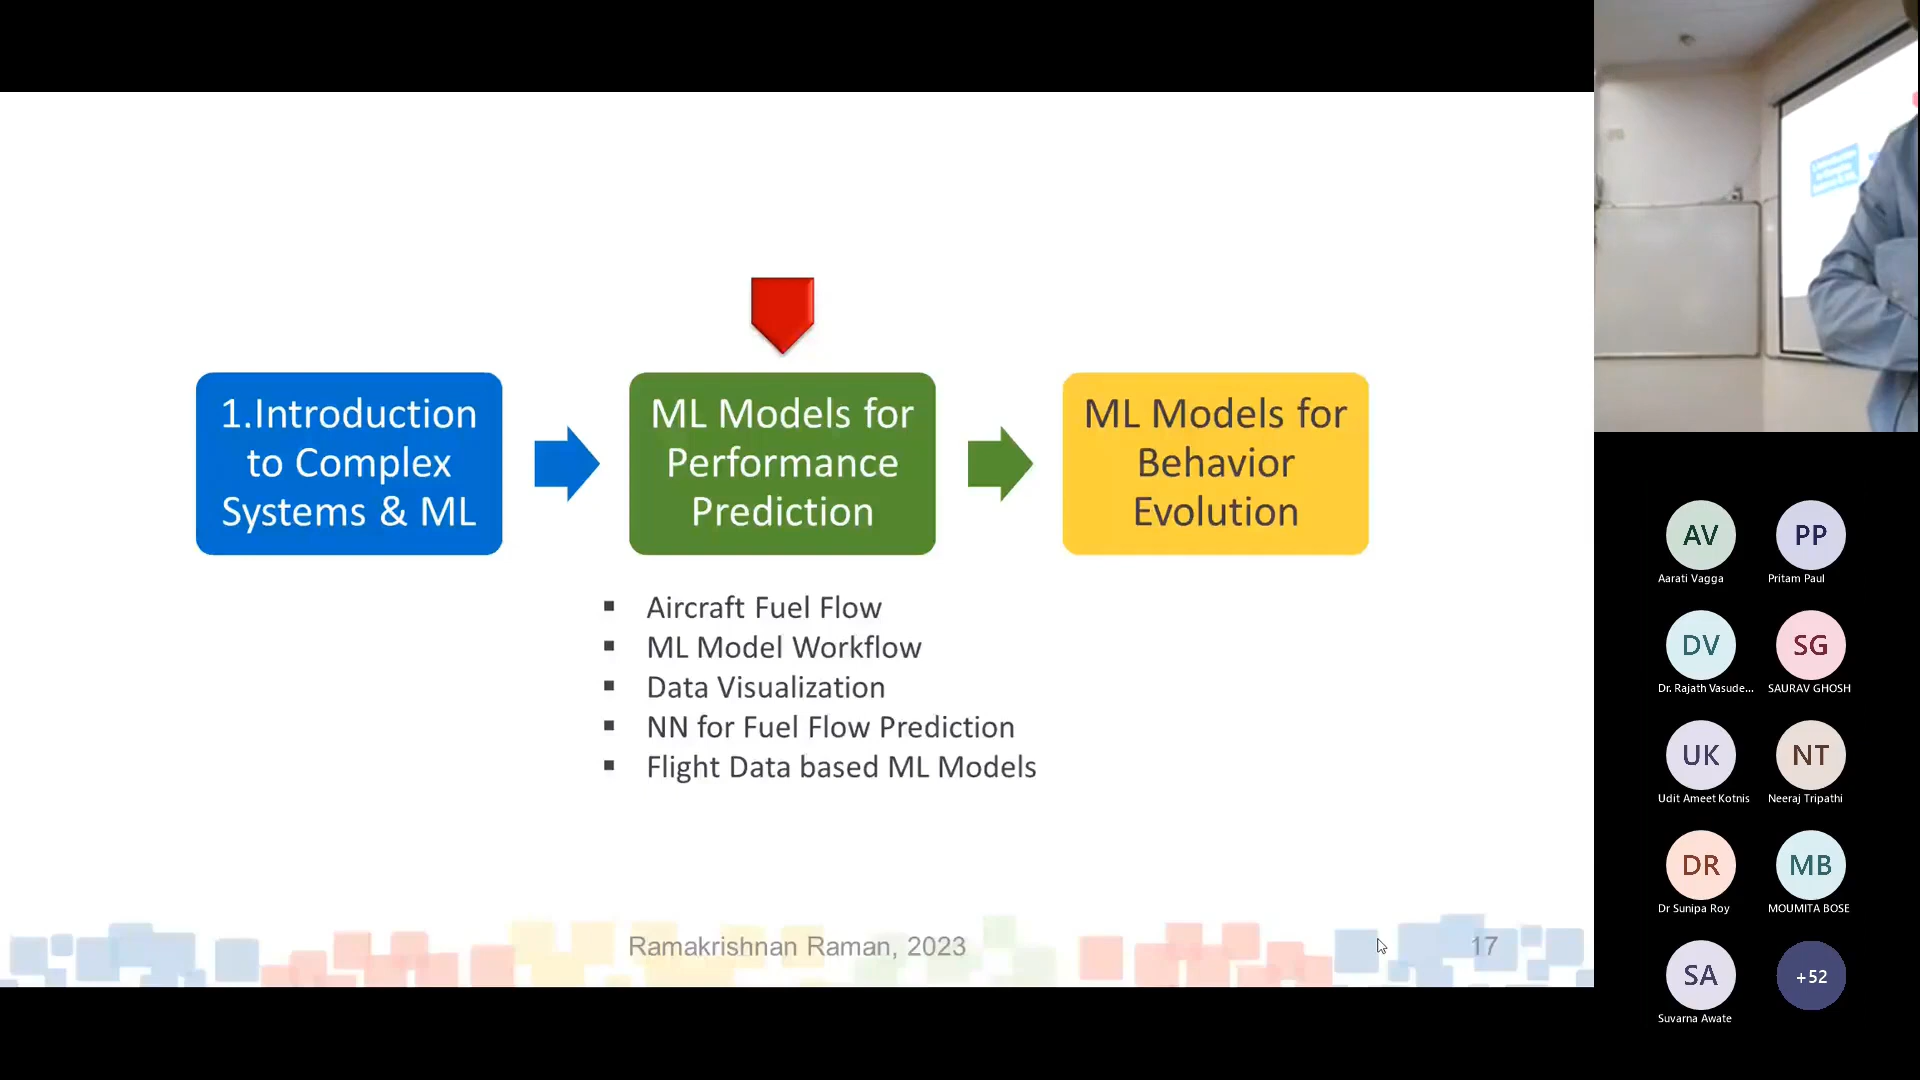 1.Introduction
to Complex
Systems & ML
ML Models for
Performance
Prediction
ML Models for
Behavior
Evolution
▪ Aircraft Fuel Flow
▪ ML Model Workflow
▪ Data Visualization
▪ NN for Fuel Flow Prediction
▪ Flight Data based ML Models
Ramakrishnan Raman, 2023
17
AV
Aarati Vagga
PP
Pritam Paul
DV
Dr. Rajath Vasude...
SG
SAURAV GHOSH
UK
Udit Ameet Kotnis
NT
Neeraj Tripathi
DR
Dr Sunipa Roy
MB
MOUMITA BOSE
SA
Suvarna Awate
+52